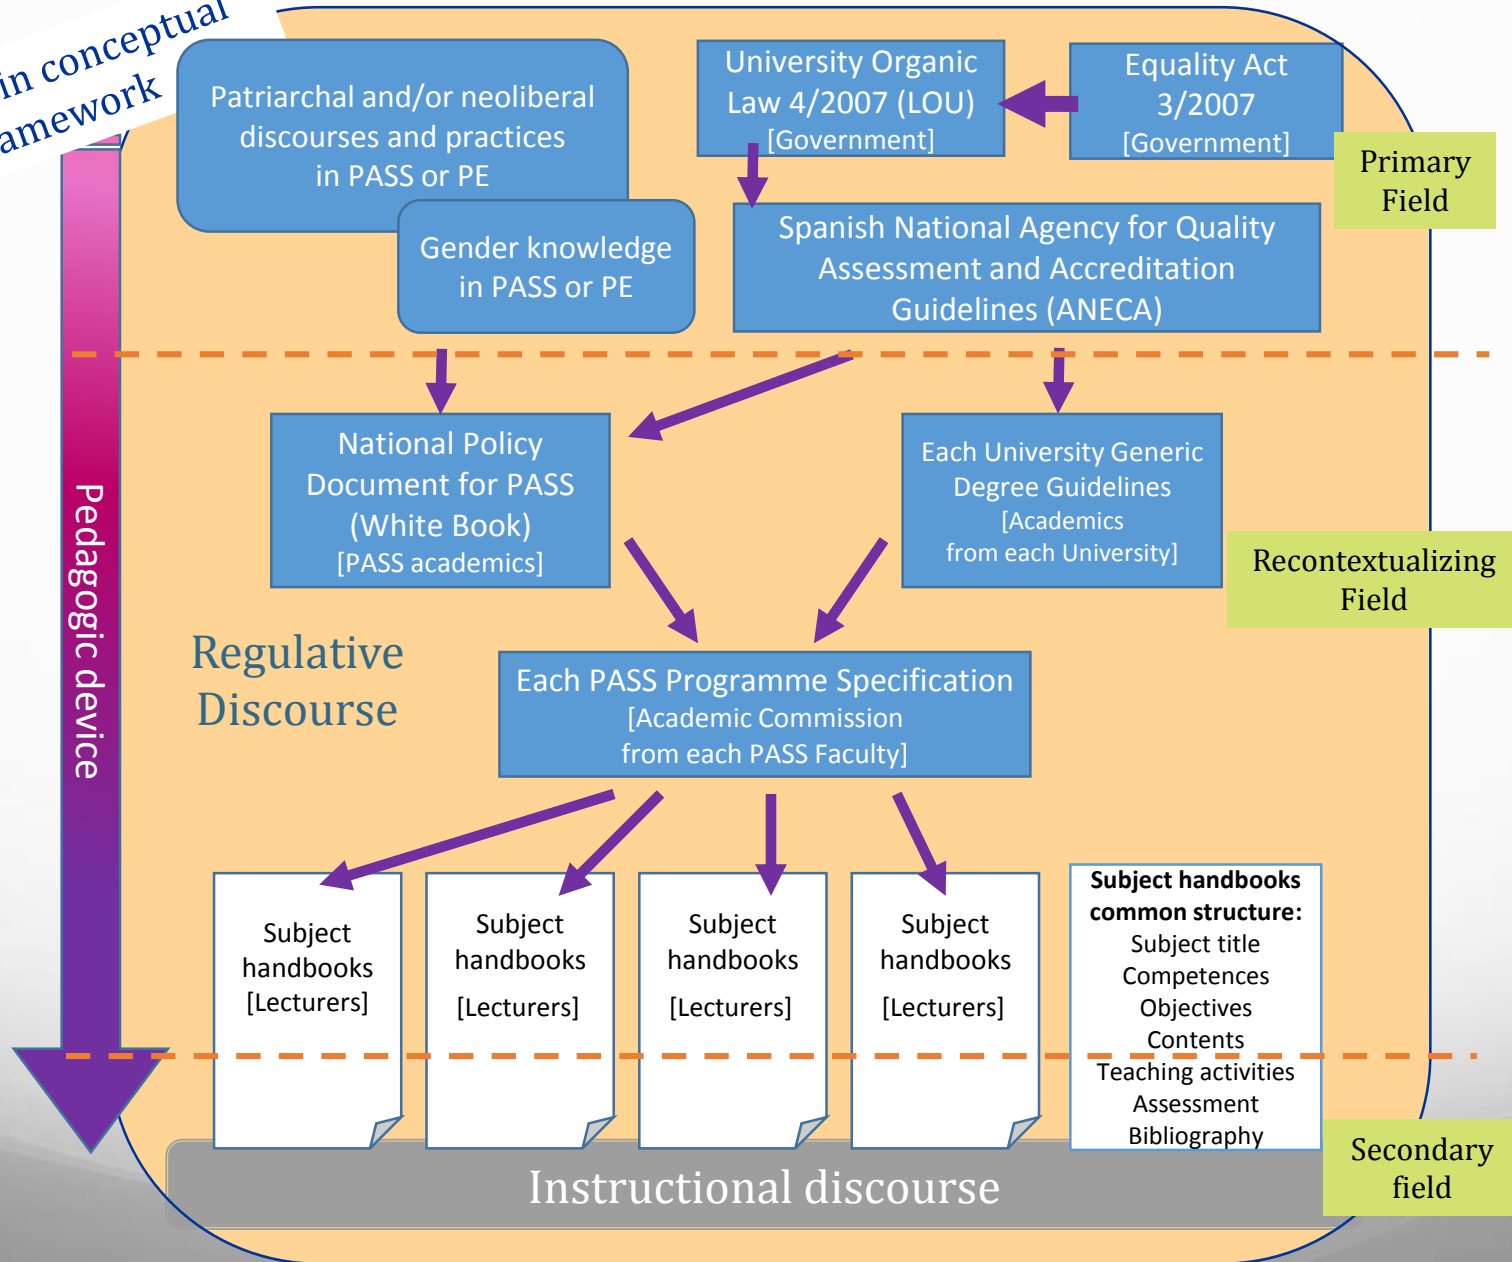 in conceptual
amework
Patriarchal and/or neoliberal
discourses and practices
in PASS or PE
Gender knowledge
in PASS or PE
University Organic
Law 4/2007 (LOU)
[Government]
Equality Act
3/2007
[Government]
Primary
Field
Spanish National Agency for Quality
Assessment and Accreditation
Guidelines (ANECA)
National Policy
Document for PASS
(White Book)
[PASS academics]
Each University Generic
Degree Guidelines
[Academics
from each University]
Recontextualizing
Field
Pedagogic device
Regulative
Discourse
Each PASS Programme Specification
[Academic Commission
from each PASS Faculty]
Subject
handbooks
[Lecturers]
Subject
handbooks
[Lecturers]
Subject
handbooks
[Lecturers]
Subject
handbooks
[Lecturers]
Subject handbooks
common structure:
Subject title
Competences
Objectives
Contents
Teaching activities
Assessment
Bibliography
Secondary
field
Instructional discourse